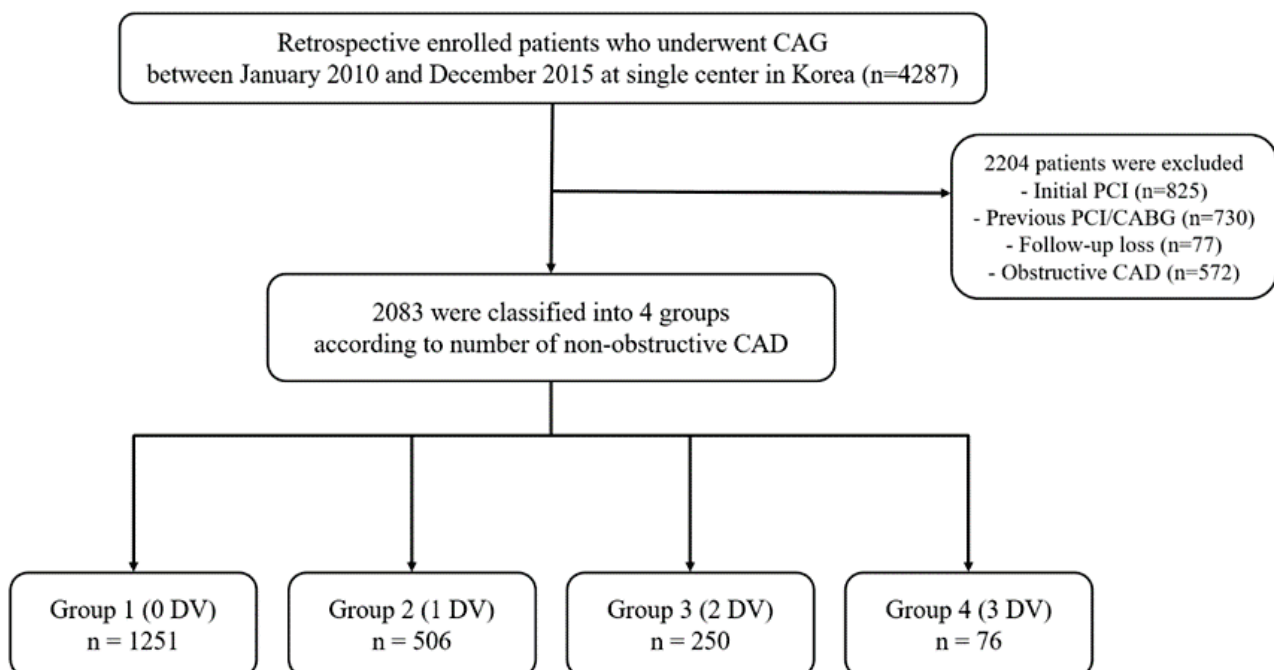 Retrospective enrolled patients who underwent CAG
between January 2010 and December 2015 at single center in Korea (n=4287)
2204 patients were excluded
- Initial PCI (n=825)
- Previous PCI/CABG (n=730)
- Follow-up loss (n=77)
- Obstructive CAD (n=572)
2083 were classified into 4 groups
according to number of non-obstructive CAD
Group 1 (0 DV)
n = 1251
Group 2 (1 DV)
n = 506
Group 3 (2 DV)
n = 250
Group 4 (3 DV)
n = 76